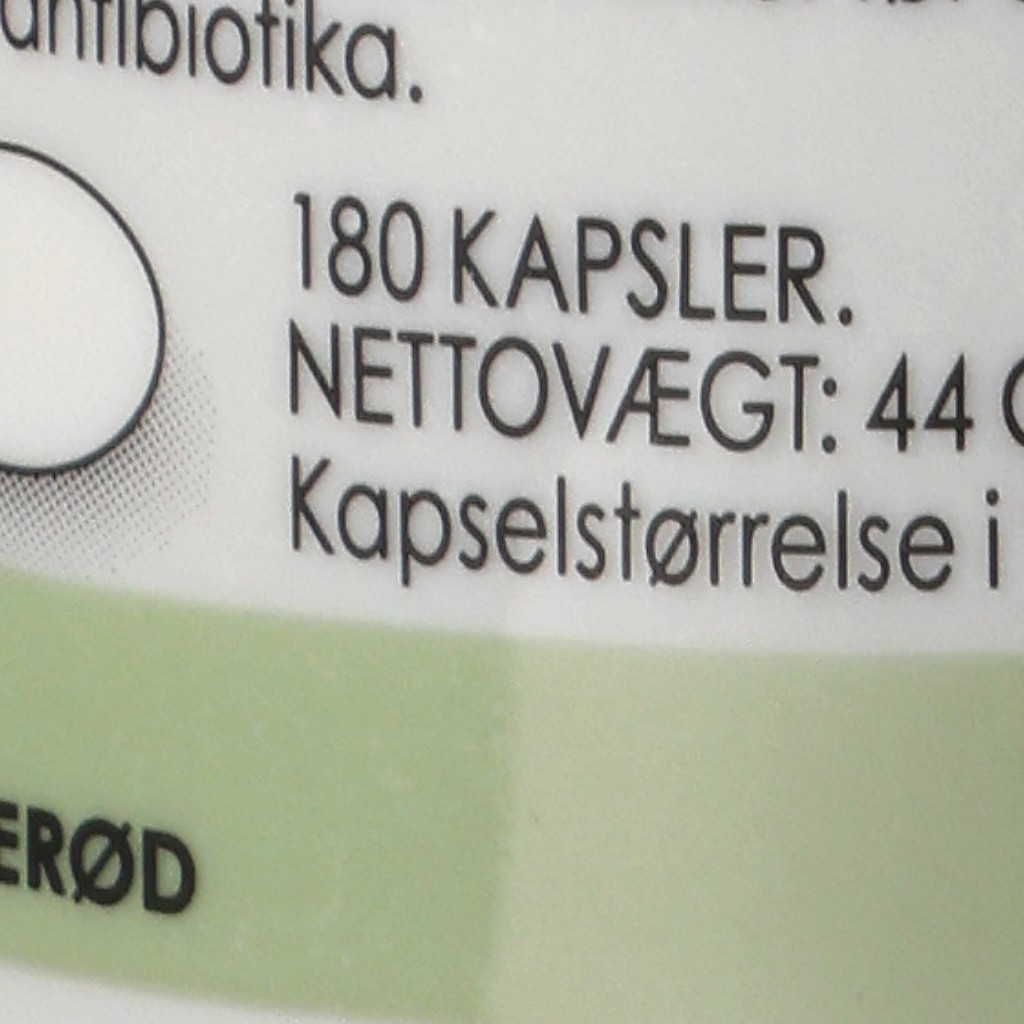 antibiotika.
180 KAPSLER.
NETTOVÆGT: 44
Kapselstørrelse i
ERØD